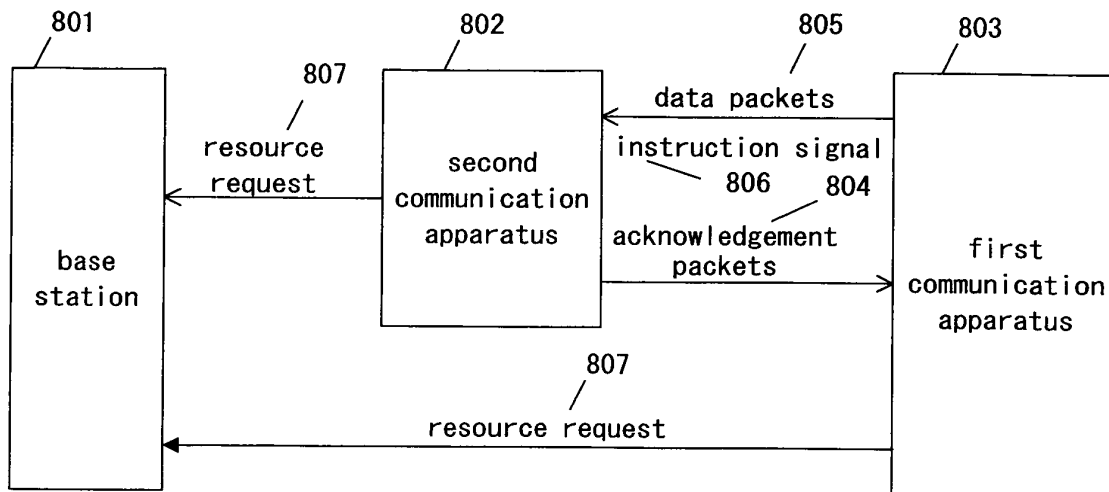 801
802
805
803
807
data packets
resource
request
instruction signal
806
804
second
communication
apparatus
acknowledgement
packets
base
station
first
communication
apparatus
807
resource request